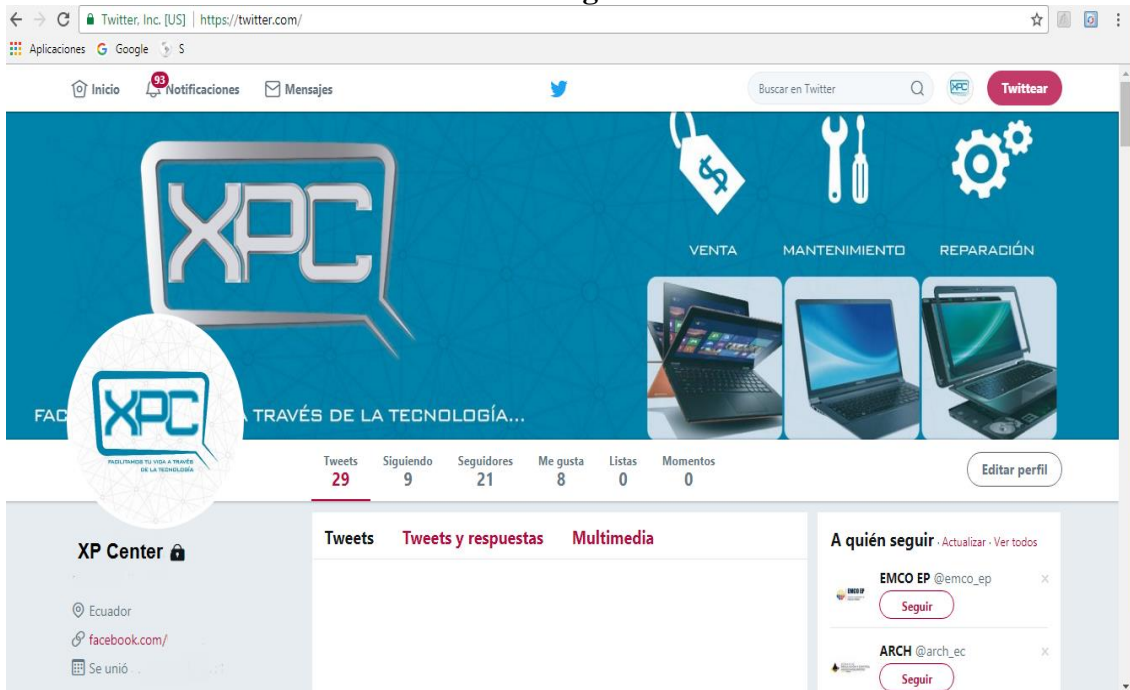 Twitter, Inc. [US] | https://twitter.com/
Aplicaciones G Google S
Inicio 93 Notificaciones Mensajes Buscar en Twitter XPC Twittear
XPC
$
VENTA MANTENIMIENTO REPARACIÓN
FAC A TRAVÉS DE LA TECNOLOGÍA...
XPC
FACILITAMOS TU VIDA A TRAVÉS
DE LA TECNOLOGÍA
Tweets Siguiendo Seguidores Me gusta Listas Momentos
29 9 21 8 0 0
Editar perfil
XP Center
Ecuador
facebook.com/
Se unió
Tweets Tweets y respuestas Multimedia
A quién seguir · Actualizar · Ver todos
EMCO EP @emco_ep x
EMCO EP
Seguir
ARCH @arch_ec x
Seguir